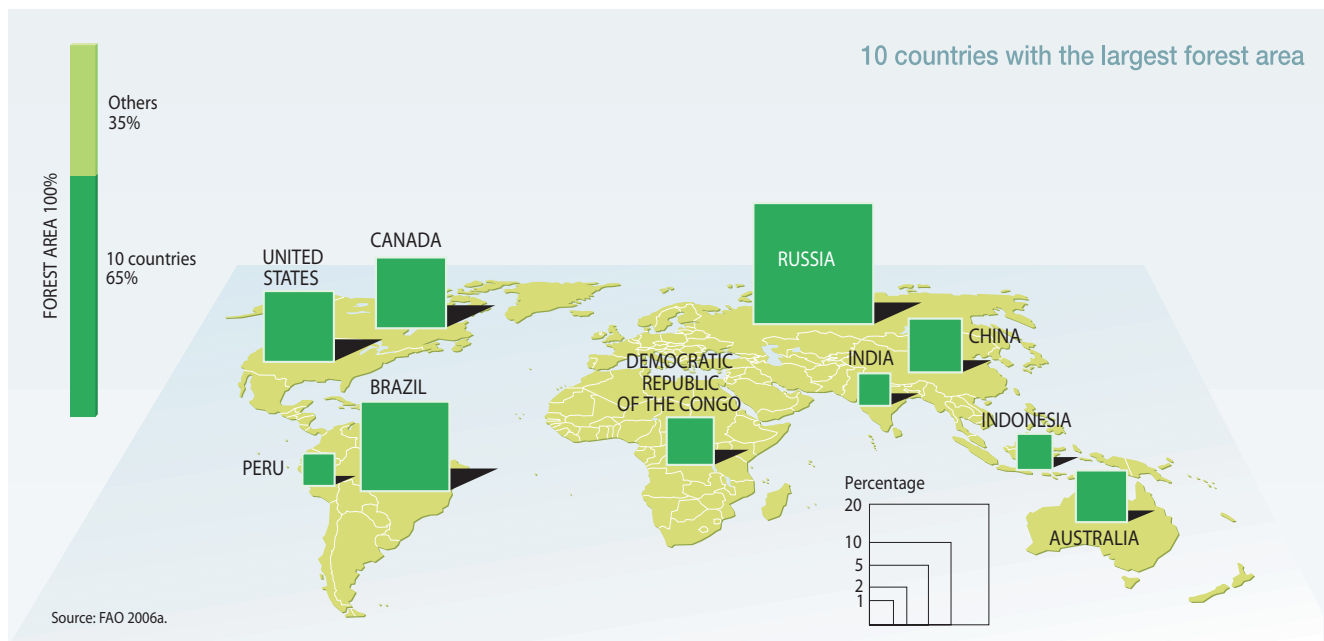 10 countries with the largest forest area
Others
35%
FOREST AREA 100%
10 countries
65%
CANADA
UNITED
STATES
RUSSIA
CHINA
INDIA
DEMOCRATIC
REPUBLIC
OF THE CONGO
BRAZIL
INDONESIA
PERU
Percentage
20
10
5
2
1
AUSTRALIA
Source: FAO 2006a.